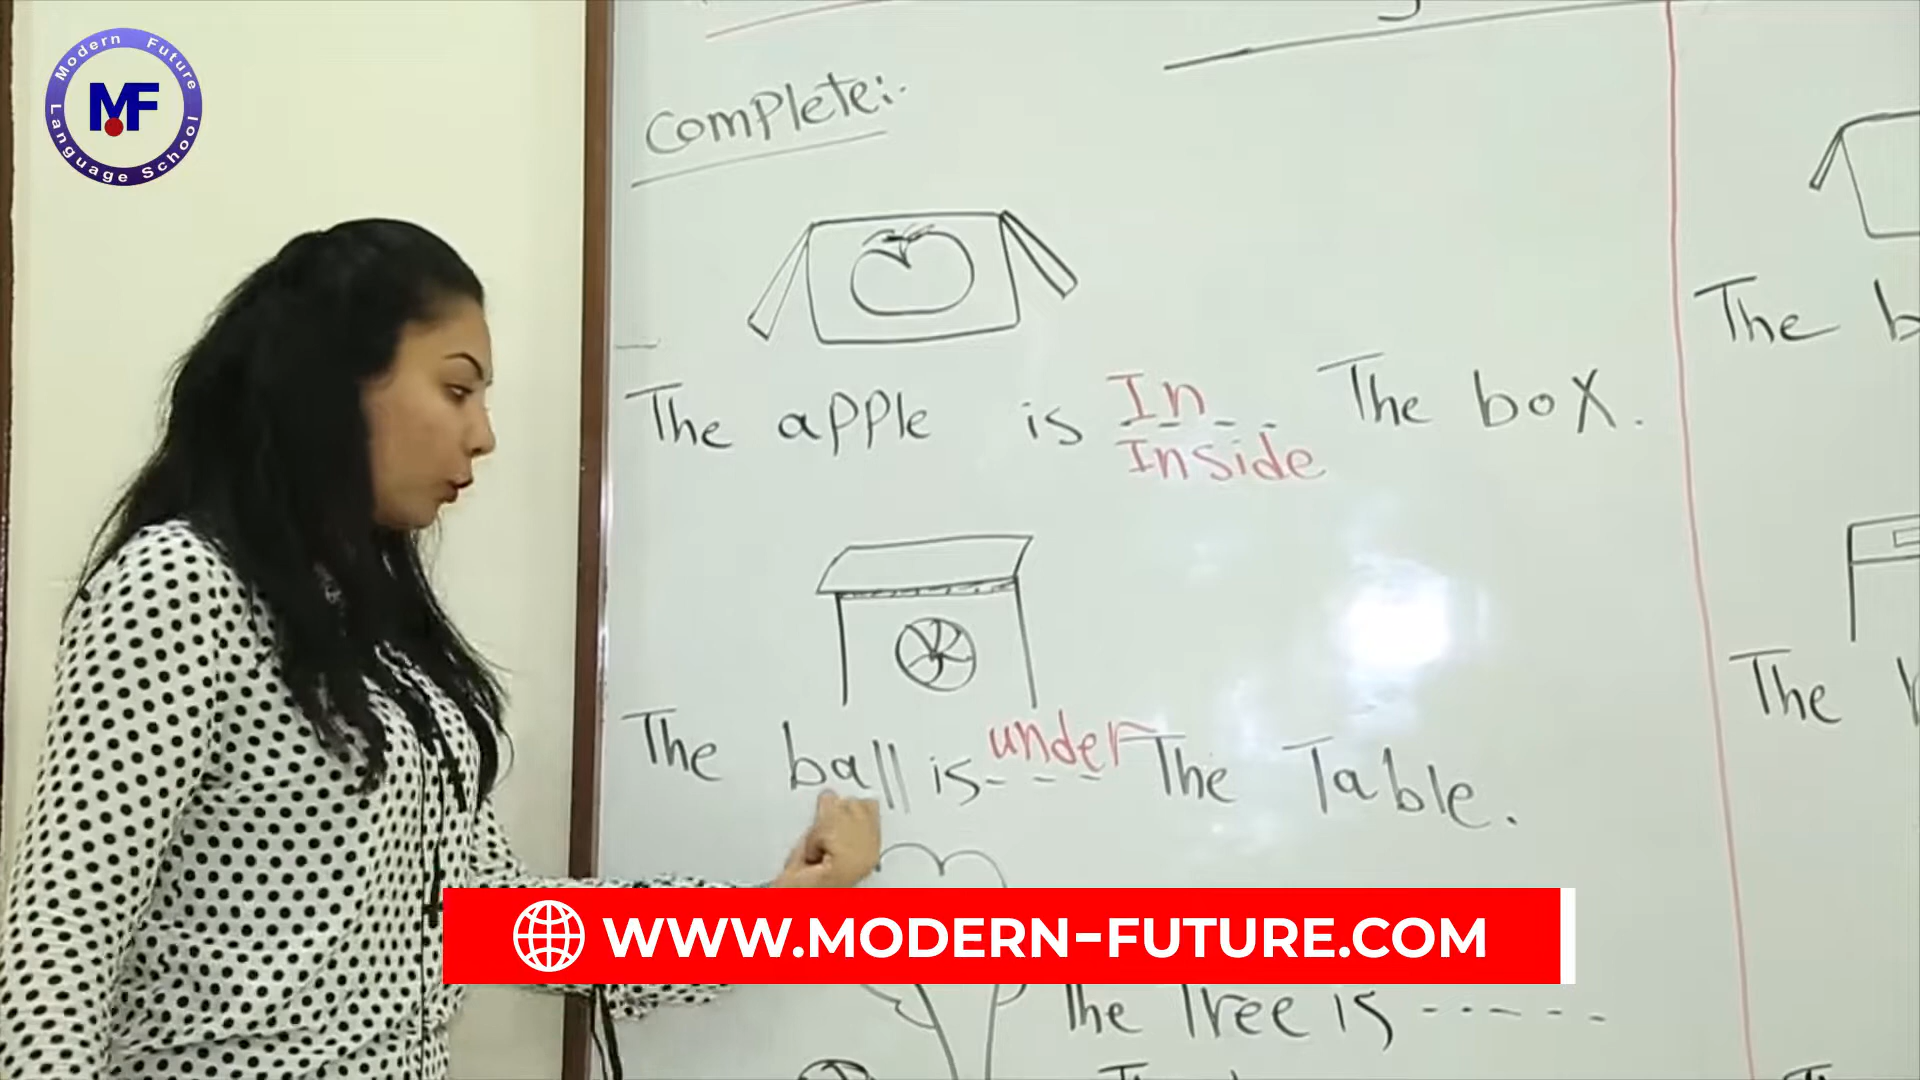 Modern Future
MF
Language School
Complete:
The apple is In The box.
Inside
The b
The ball is under The Table.
The
WWW.MODERN-FUTURE.COM
The Tree is